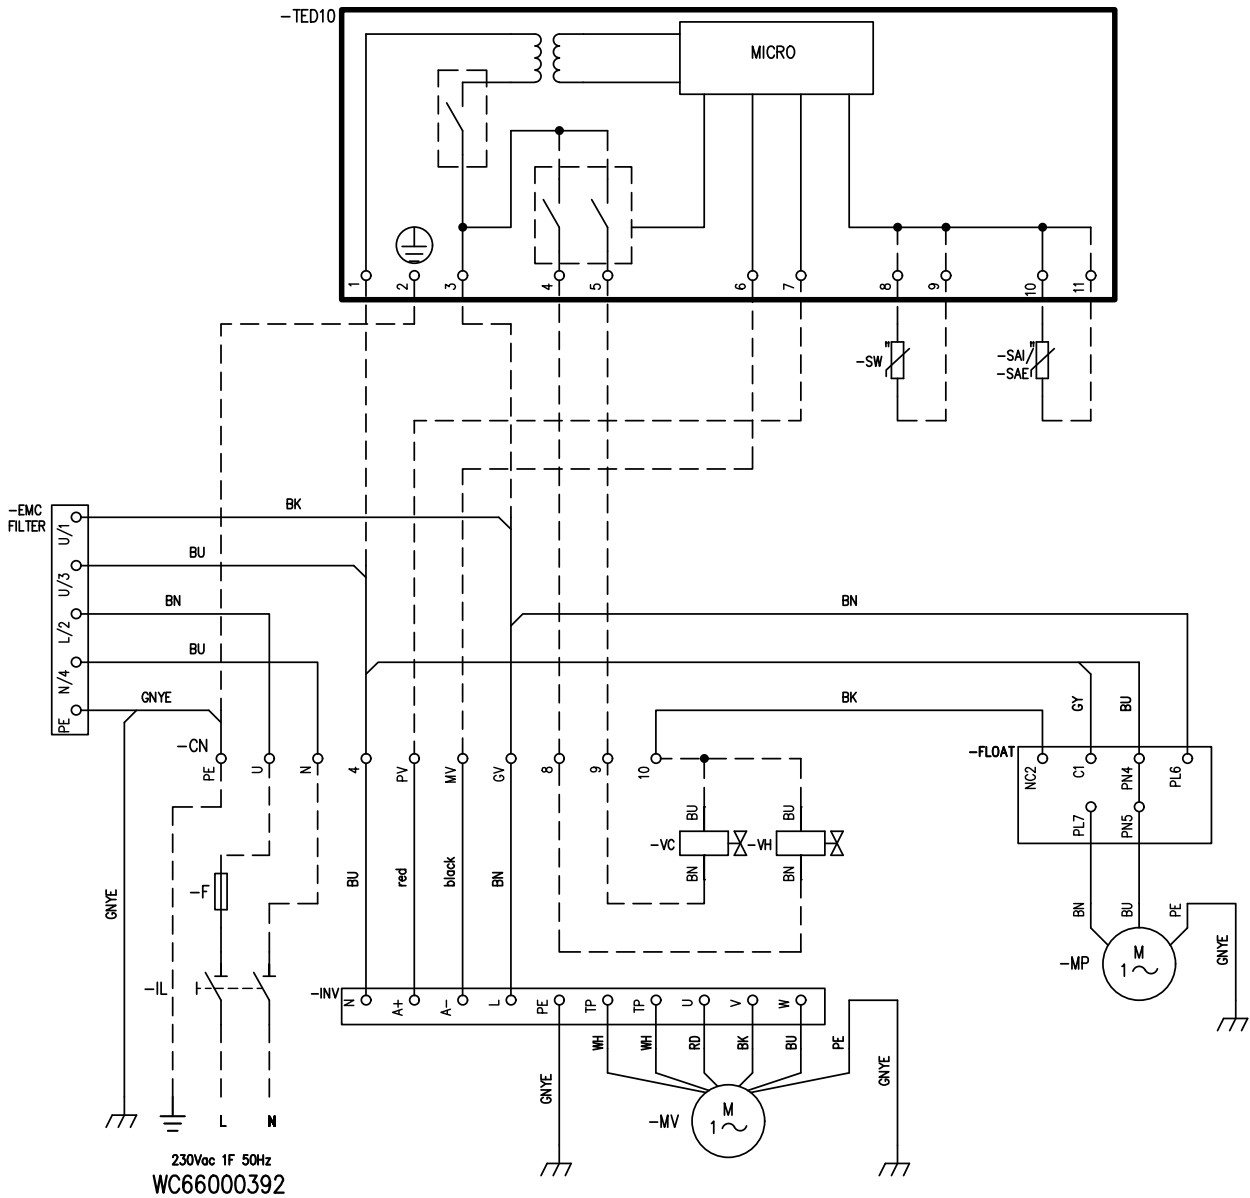 -TED10
MICRO
1
2
3
4
5
6
7
8
9
10
11
-SW
-SAI/
-SAE
-EMC
FILTER
U/1
U/3
L/2
N/4
PE
BK
BU
BN
BU
GNYE
BN
BK
GY
BU
-CN
PE
U
N
4
PV
MV
GV
8
9
10
-FLOAT
NC2
C1
PN4
PL6
PL7
PN5
BU
BU
-VC
-VH
BN
BN
-F
GNYE
BU
red
black
BN
BN
BU
PE
GNYE
-MP
M
1
-IL
-INV
N
A+
A-
L
PE
TP
TP
U
V
W
WH
WH
RD
BK
BU
PE
GNYE
GNYE
-MV
M
1
L
N
230Vac 1F 50Hz
WC66000392